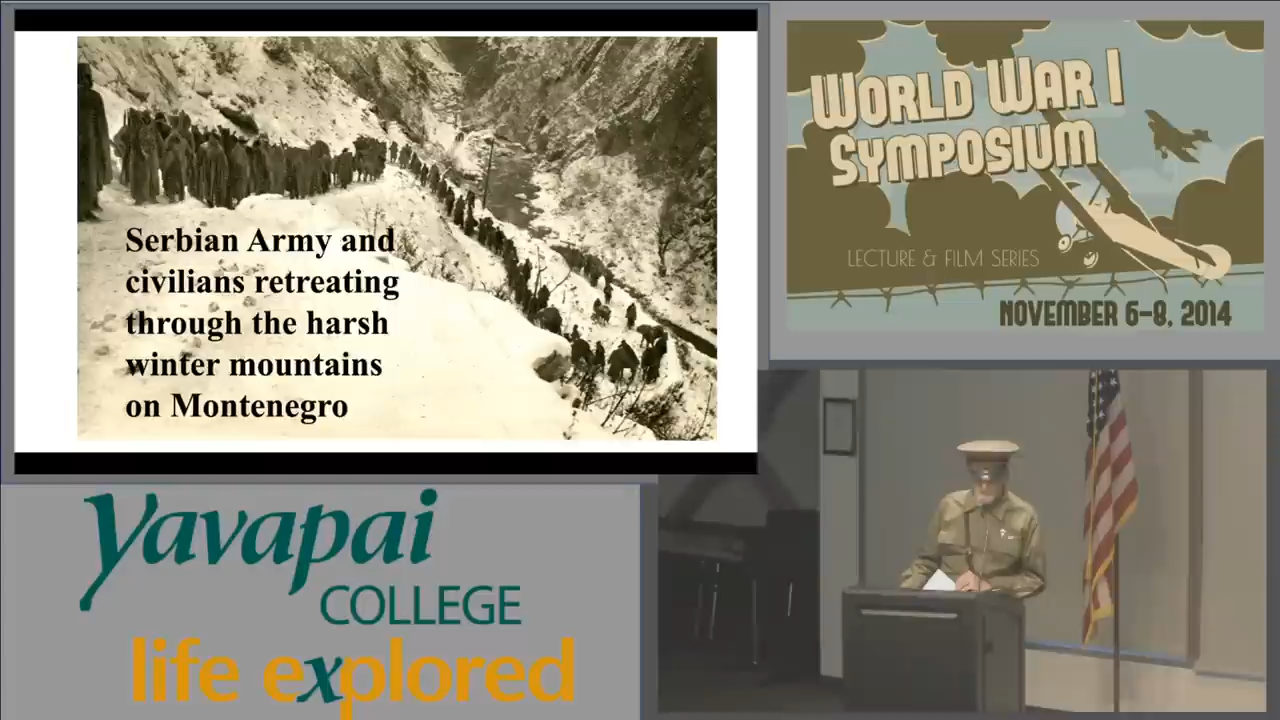 Serbian Army and
civilians retreating
through the harsh
winter mountains
on Montenegro
WORLD WAR I
SYMPOSIUM
LECTURE & FILM SERIES
NOVEMBER 6-8, 2014
Yavapai
COLLEGE
life explored